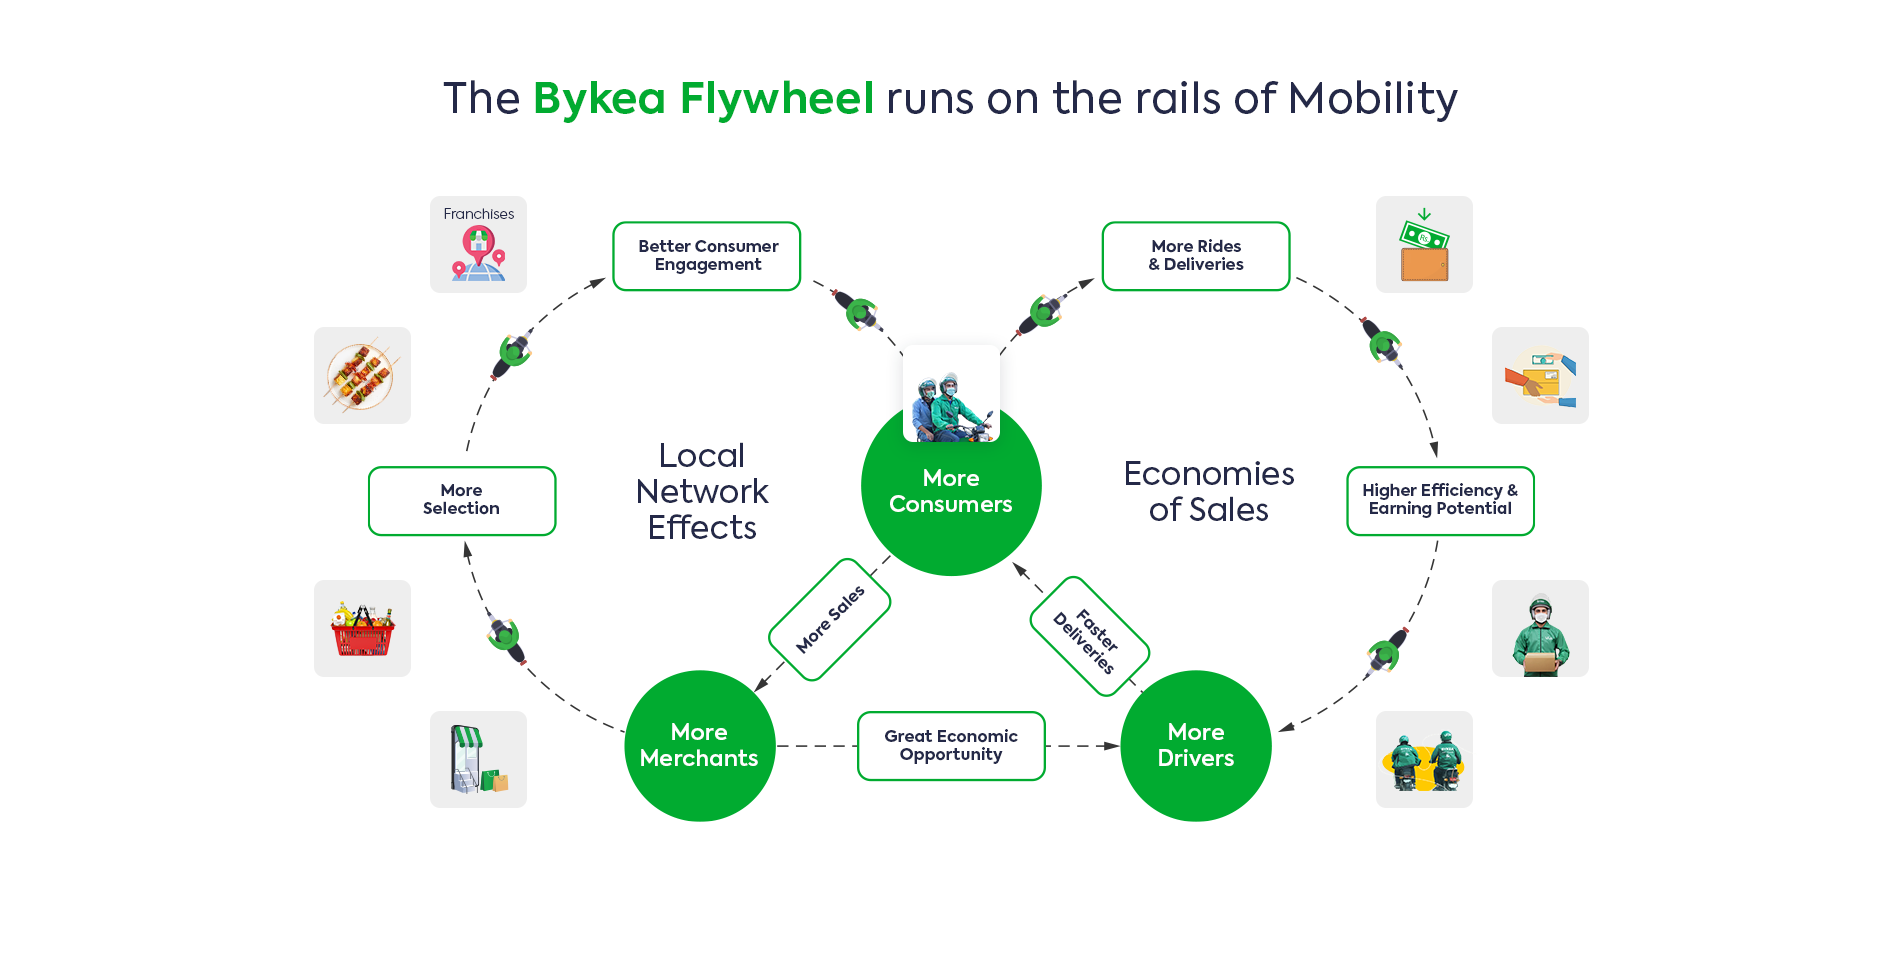 The Bykea Flywheel runs on the rails of Mobility
Franchises
Better Consumer
Engagement
More Rides
& Deliveries
Local
Network
Effects
Economies
of Sales
More
Selection
More
Consumers
Higher Efficiency &
Earning Potential
More Sales
Faster
Deliveries
More
Merchants
Great Economic
Opportunity
More
Drivers